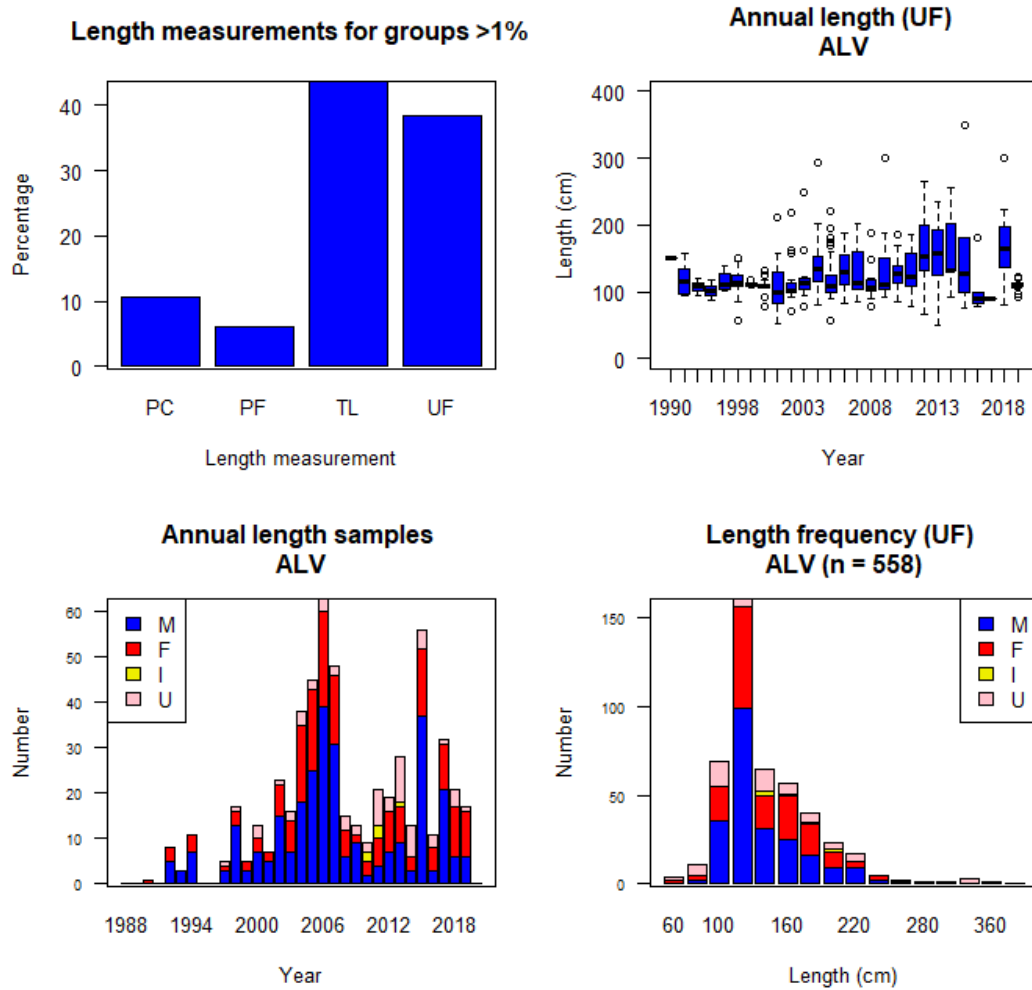 Length measurements for groups >1%
Percentage
40
30
20
10
0
PC PF TL UF
Length measurement
Annual length (UF)
ALV
Length (cm)
400
300
200
100
0
1990 1998 2003 2008 2013 2018
Year
Annual length samples
ALV
Number
60
50
40
30
20
10
0
M
F
I
U
1988 1994 2000 2006 2012 2018
Year
Length frequency (UF)
ALV (n = 558)
Number
150
100
50
0
M
F
I
U
60 100 160 220 280 360
Length (cm)